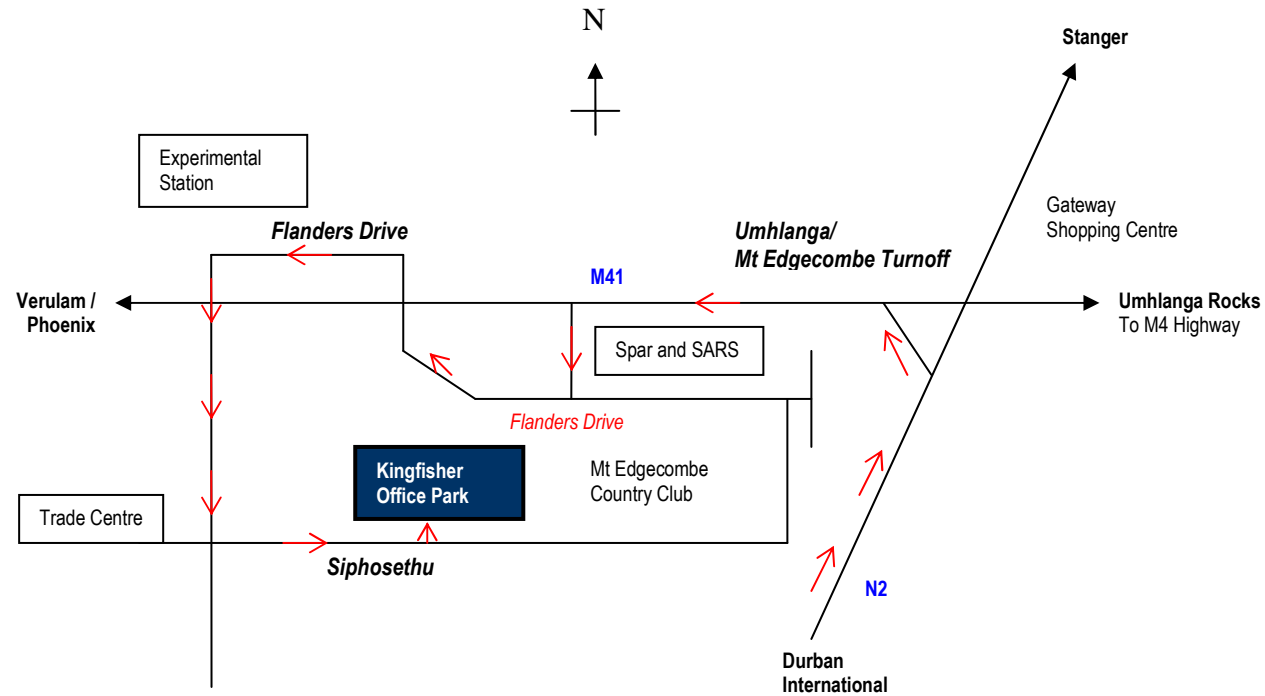 N
Stanger
Experimental
Station
Gateway
Shopping Centre
Flanders Drive
Umhlanga/
Mt Edgecombe Turnoff
M41
Verulam /
Phoenix
Umhlanga Rocks
To M4 Highway
Spar and SARS
Flanders Drive
Kingfisher
Office Park
Mt Edgecombe
Country Club
Trade Centre
Siphosethu
N2
Durban
International